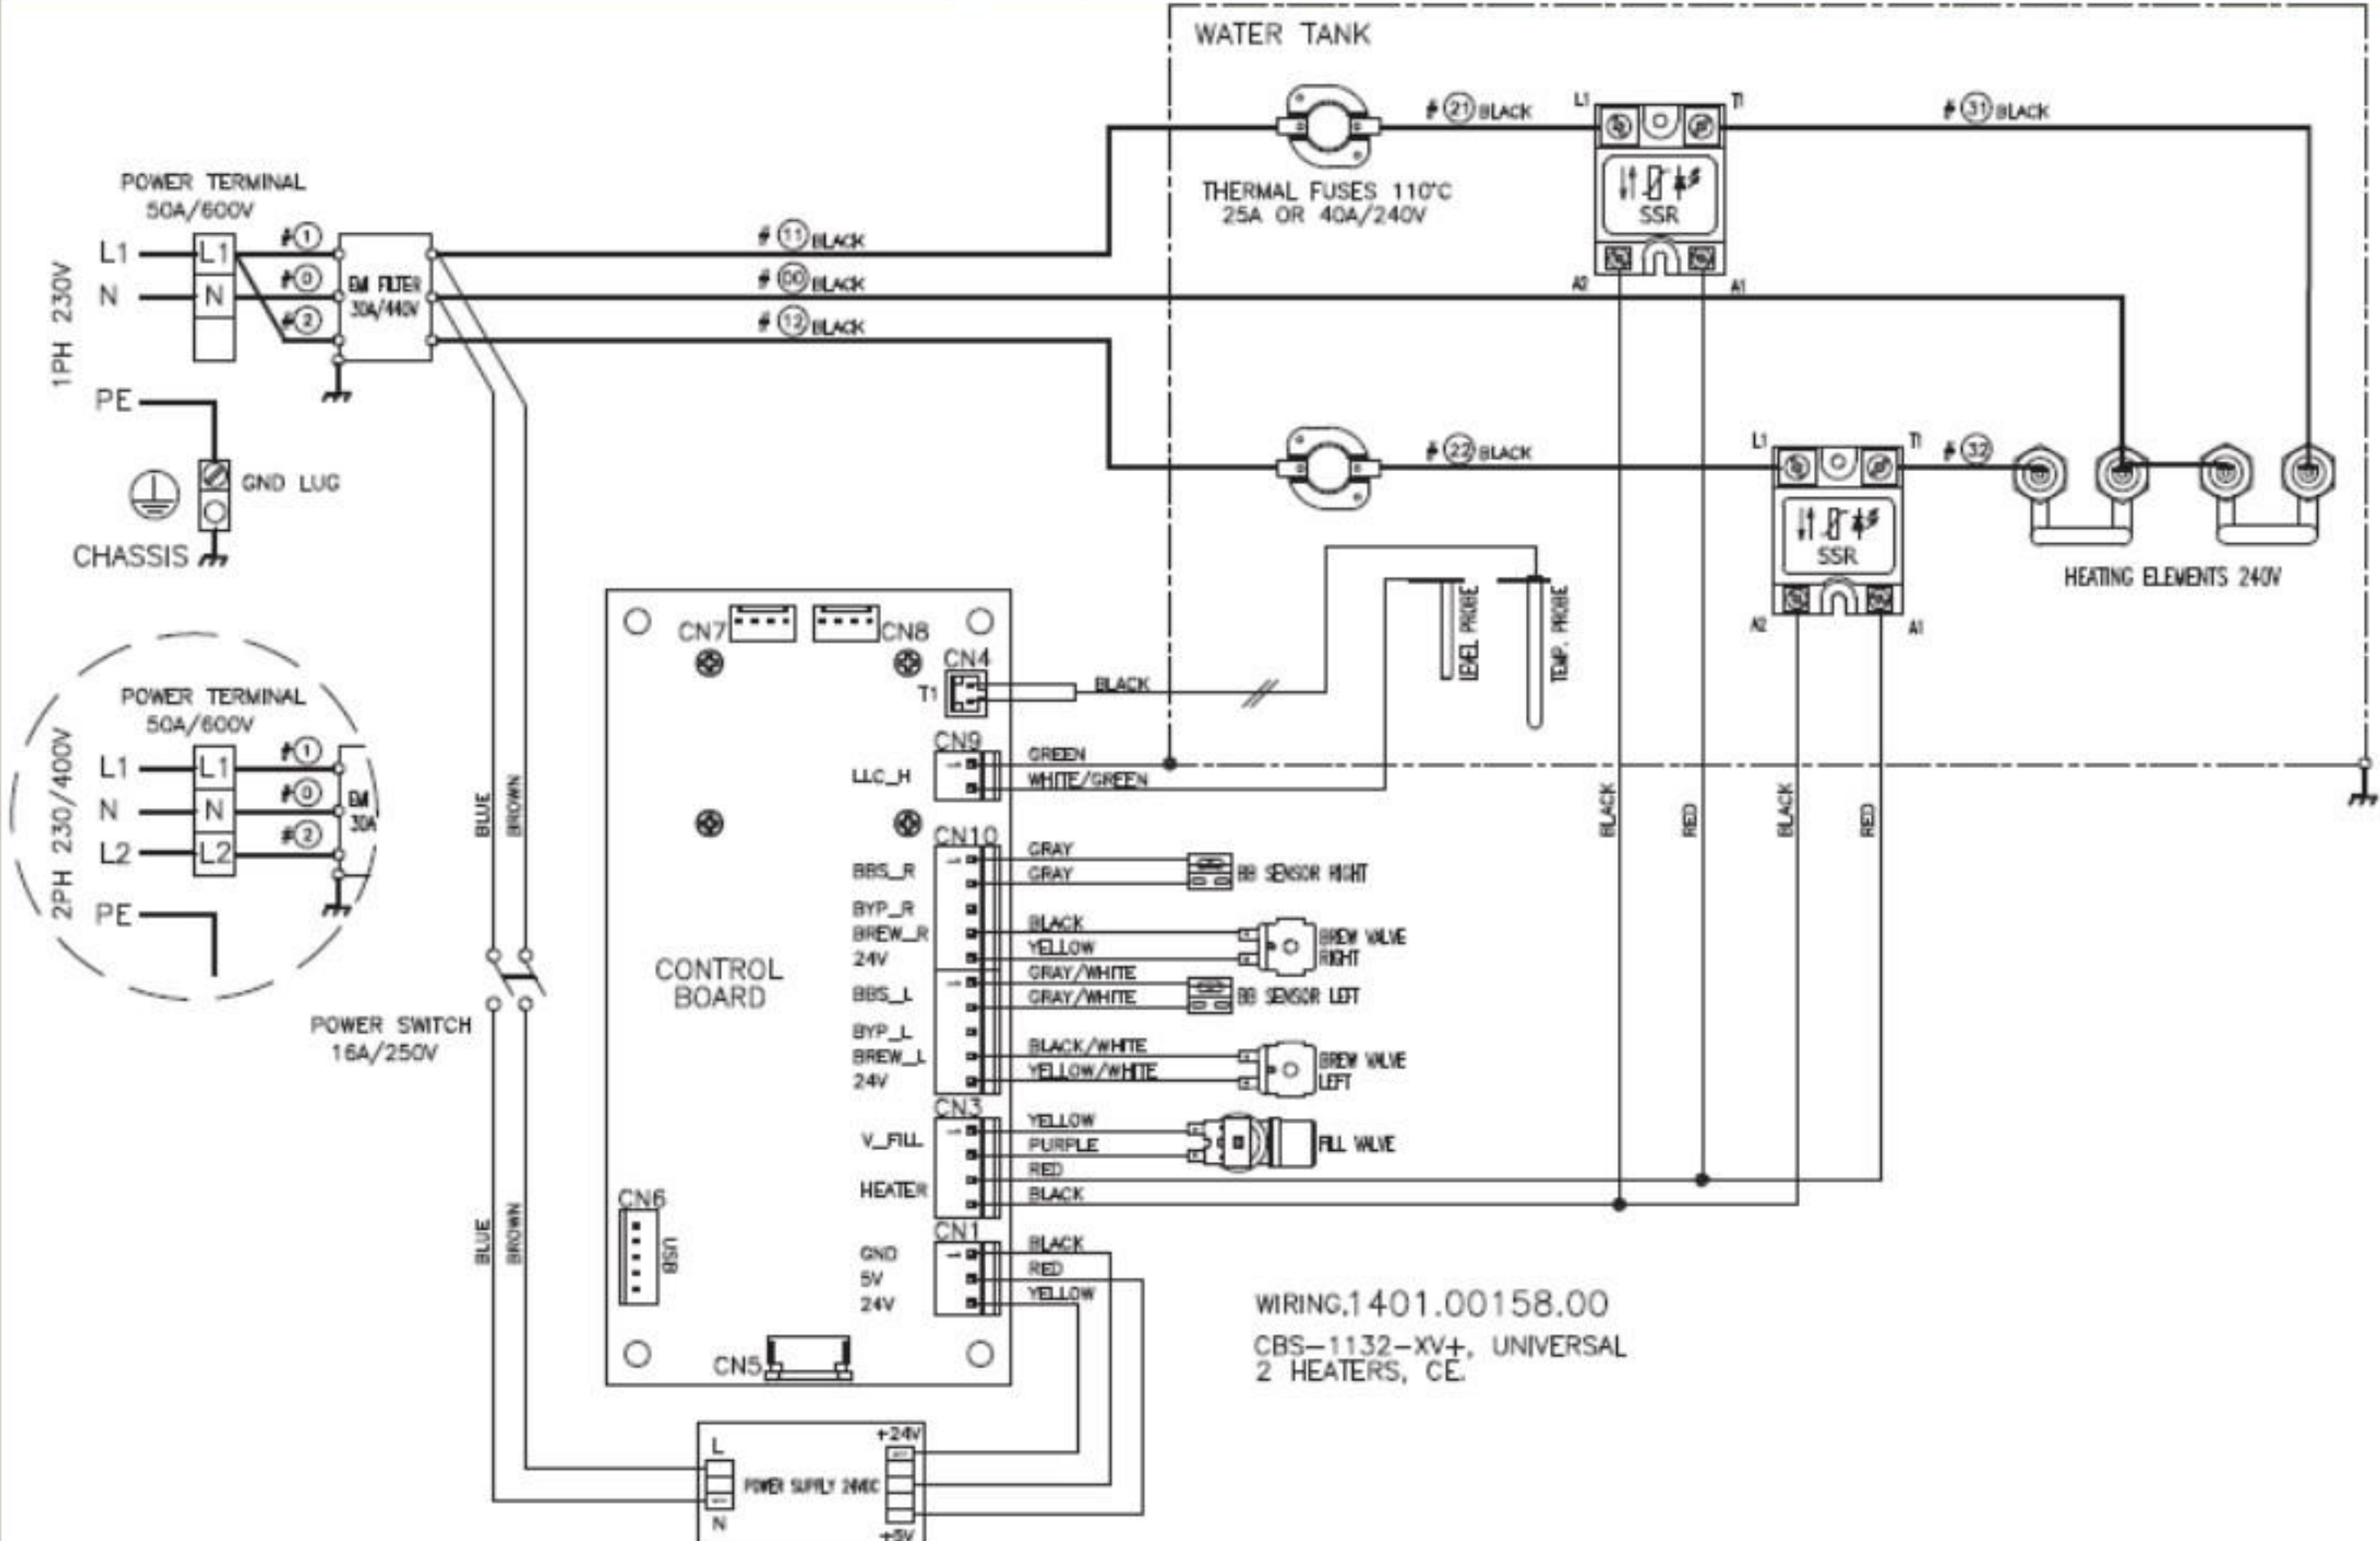 WATER TANK
# 21 BLACK
L1
T1
# 31 BLACK
THERMAL FUSES 110°C
25A OR 40A/240V
SSR
A2
A1
POWER TERMINAL
50A/600V
1PH 230V
L1
L1
#1
N
N
#0
#2
EMI FILTER
30A/440V
# 11 BLACK
# 00 BLACK
# 12 BLACK
PE
GND LUG
CHASSIS
# 22 BLACK
L1
T1
# 32
SSR
A2
A1
HEATING ELEMENTS 240V
POWER TERMINAL
50A/600V
2PH 230/400V
L1
L1
#1
N
N
#0
L2
L2
#2
EMI
30A
PE
BLUE
BROWN
POWER SWITCH
16A/250V
BLUE
BROWN
CN7
CN8
CN4
T1
BLACK
LEVEL PROBE
TEMP. PROBE
CN9
LLC_H
GREEN
WHITE/GREEN
BLACK
RED
BLACK
RED
CN10
BBS_R
GRAY
GRAY
BB SENSOR RIGHT
BYP_R
BREW_R
24V
BLACK
YELLOW
BREW VALVE
RIGHT
CONTROL
BOARD
BBS_L
GRAY/WHITE
GRAY/WHITE
BB SENSOR LEFT
BYP_L
BREW_L
24V
BLACK/WHITE
YELLOW/WHITE
BREW VALVE
LEFT
CN3
V_FILL
YELLOW
PURPLE
FILL VALVE
HEATER
RED
BLACK
CN6
USB
CN1
GND
5V
24V
BLACK
RED
YELLOW
CN5
WIRING,1401.00158.00
CBS-1132-XV+, UNIVERSAL
2 HEATERS, CE.
L
N
POWER SUPPLY 24VDC
+24V
+5V